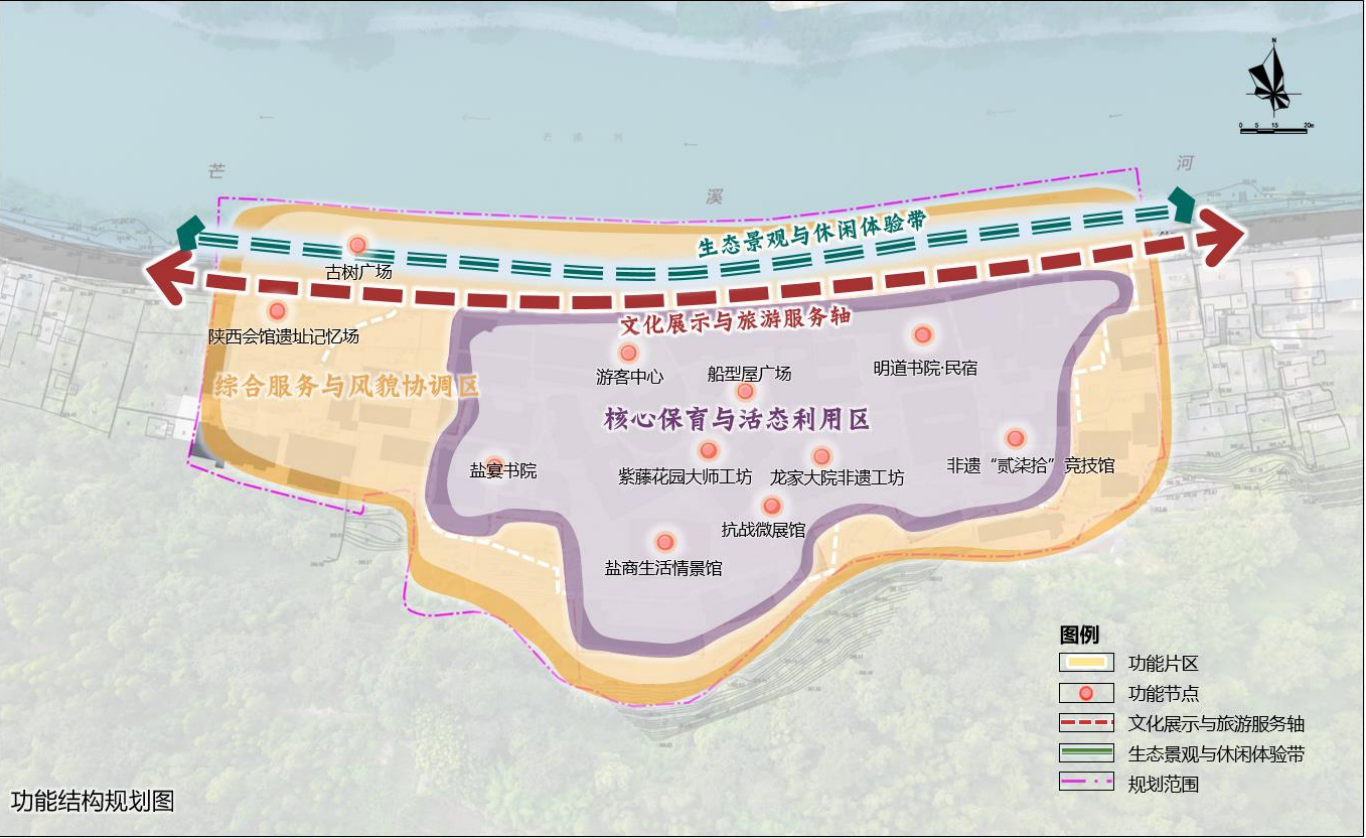 N
0 5 15 20m
芒溪河
芒
溪
河
生态景观与休闲体验带
古树广场
陕西会馆遗址记忆场
文化展示与旅游服务轴
综合服务与风貌协调区
游客中心
船型屋广场
明道书院·民宿
核心保育与活态利用区
盐宴书院
紫藤花园大师工坊
龙家大院非遗工坊
非遗“贰柒拾”竞技馆
抗战微展馆
盐商生活情景馆
图例
功能片区
功能节点
文化展示与旅游服务轴
生态景观与休闲体验带
规划范围
功能结构规划图